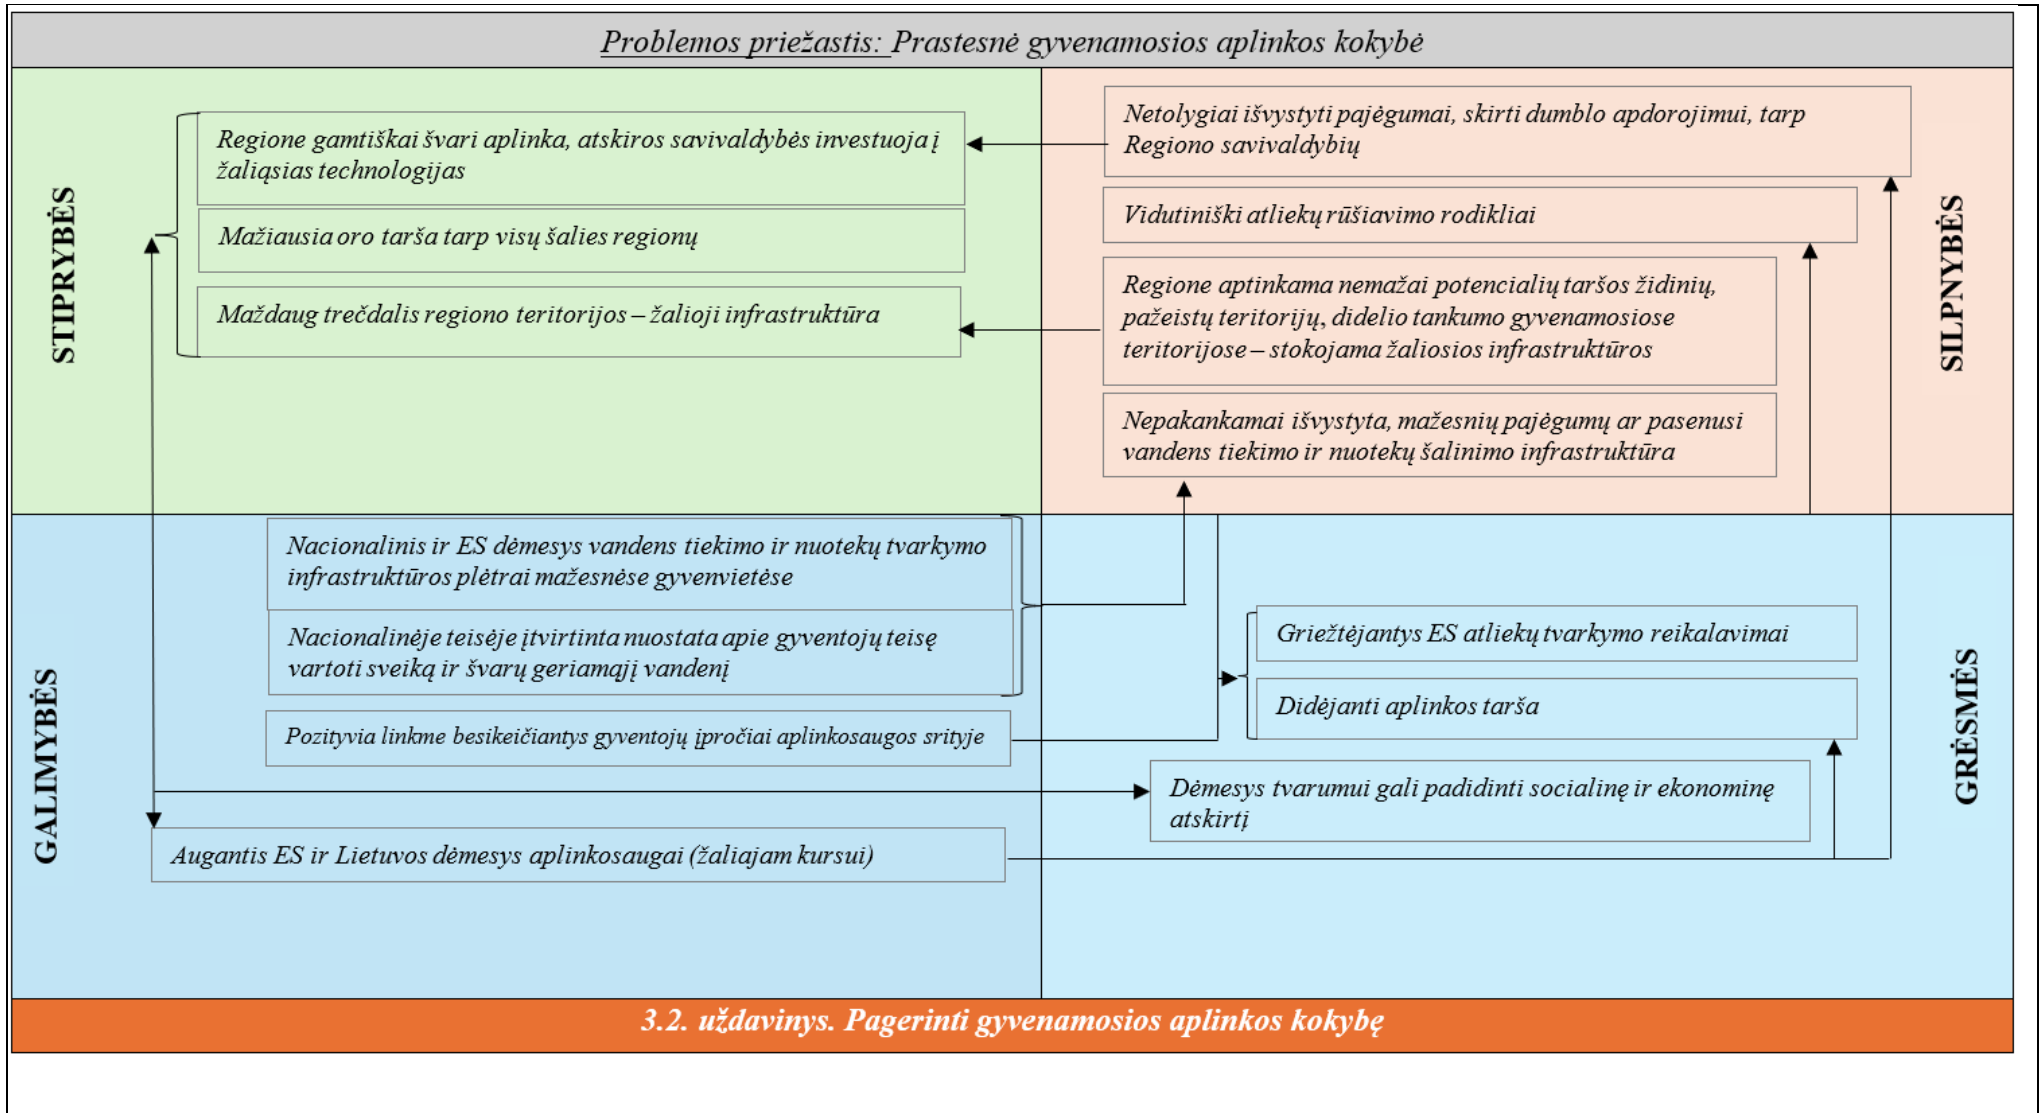 Problemos priežastis: Prastesnė gyvenamosios aplinkos kokybė
STIPRYBĖS
Regione gamtiškai švari aplinka, atskiros savivaldybės investuoja į
žaliąsias technologijas
Mažiausia oro tarša tarp visų šalies regionų
Maždaug trečdalis regiono teritorijos – žalioji infrastruktūra
Netolygiai išvystyti pajėgumai, skirti dumblo apdorojimui, tarp
Regiono savivaldybių
Vidutiniški atliekų rūšiavimo rodikliai
Regione aptinkama nemažai potencialių taršos židinių,
pažeistų teritorijų, didelio tankumo gyvenamosiose
teritorijose – stokojama žaliosios infrastruktūros
Nepakankamai išvystyta, mažesnių pajėgumų ar pasenusi
vandens tiekimo ir nuotekų šalinimo infrastruktūra
SILPNYBĖS
GALIMYBĖS
Nacionalinis ir ES dėmesys vandens tiekimo ir nuotekų tvarkymo
infrastruktūros plėtrai mažesnėse gyvenvietėse
Nacionalinėje teisėje įtvirtinta nuostata apie gyventojų teisę
vartoti sveiką ir švarų geriamąjį vandenį
Pozityvia linkme besikeičiantys gyventojų įpročiai aplinkosaugos srityje
Augantis ES ir Lietuvos dėmesys aplinkosaugai (žaliajam kursui)
Griežtėjantys ES atliekų tvarkymo reikalavimai
Didėjanti aplinkos tarša
Dėmesys tvarumui gali padidinti socialinę ir ekonominę
atskirtį
GRĖSMĖS
3.2. uždavinys. Pagerinti gyvenamosios aplinkos kokybę